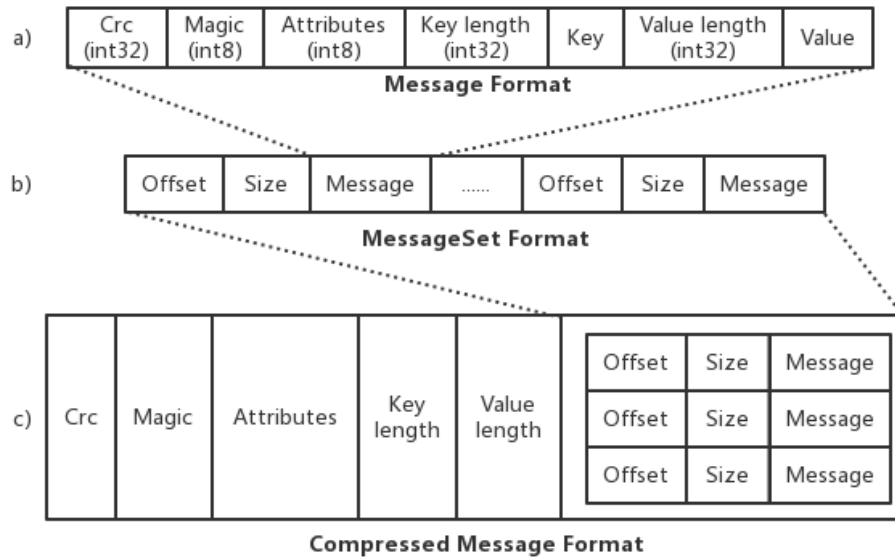 a)
Crc
(int32)
Magic
(int8)
Attributes
(int8)
Key length
(int32)
Key
Value length
(int32)
Value
Message Format
b)
Offset
Size
Message
......
Offset
Size
Message
MessageSet Format
c)
Crc
Magic
Attributes
Key
length
Value
length
Offset
Size
Message
Offset
Size
Message
Offset
Size
Message
Compressed Message Format